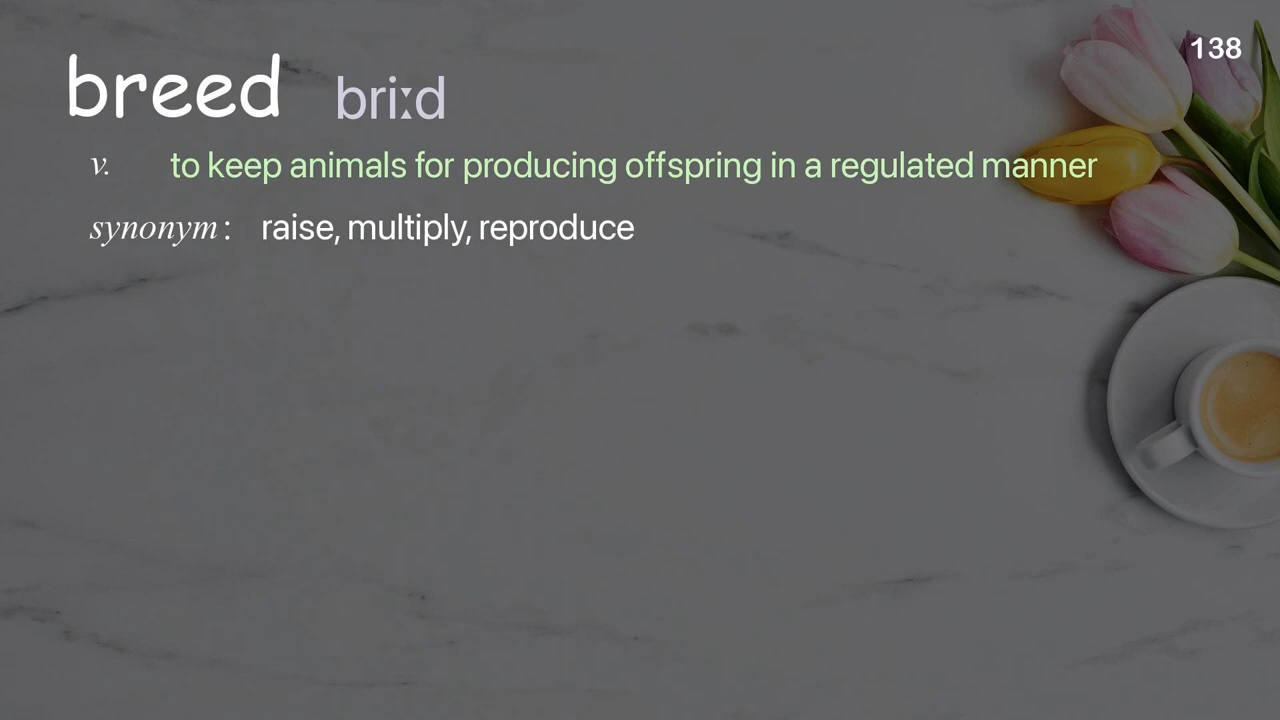 138
breed briːd
v. to keep animals for producing offspring in a regulated manner
synonym: raise, multiply, reproduce